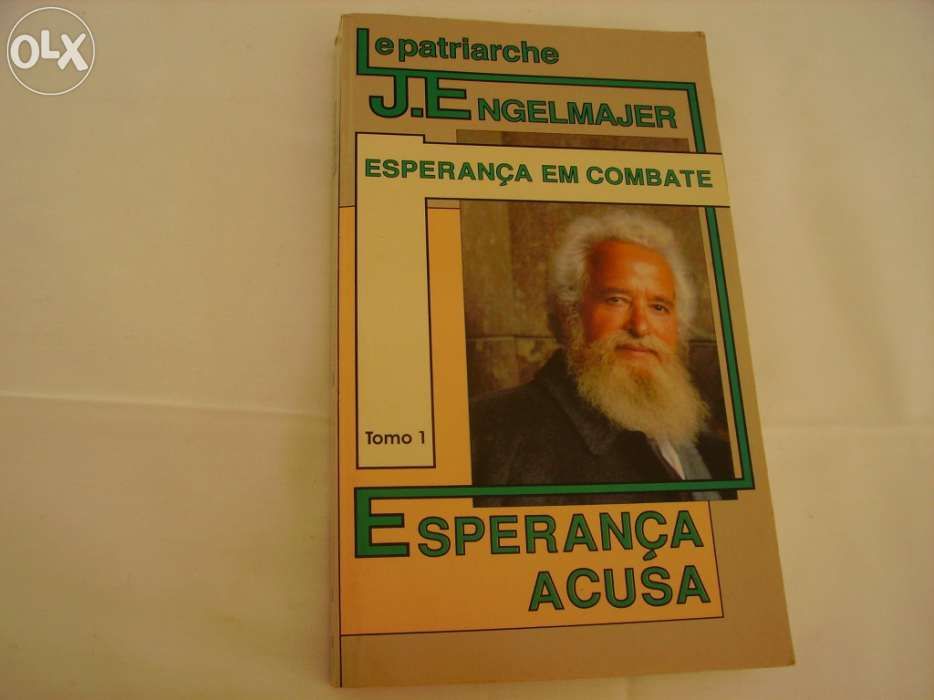 OLX
Le patriarche
J. ENGELMAJER
ESPERANÇA EM COMBATE
Tomo 1
ESPERANÇA
ACUSA